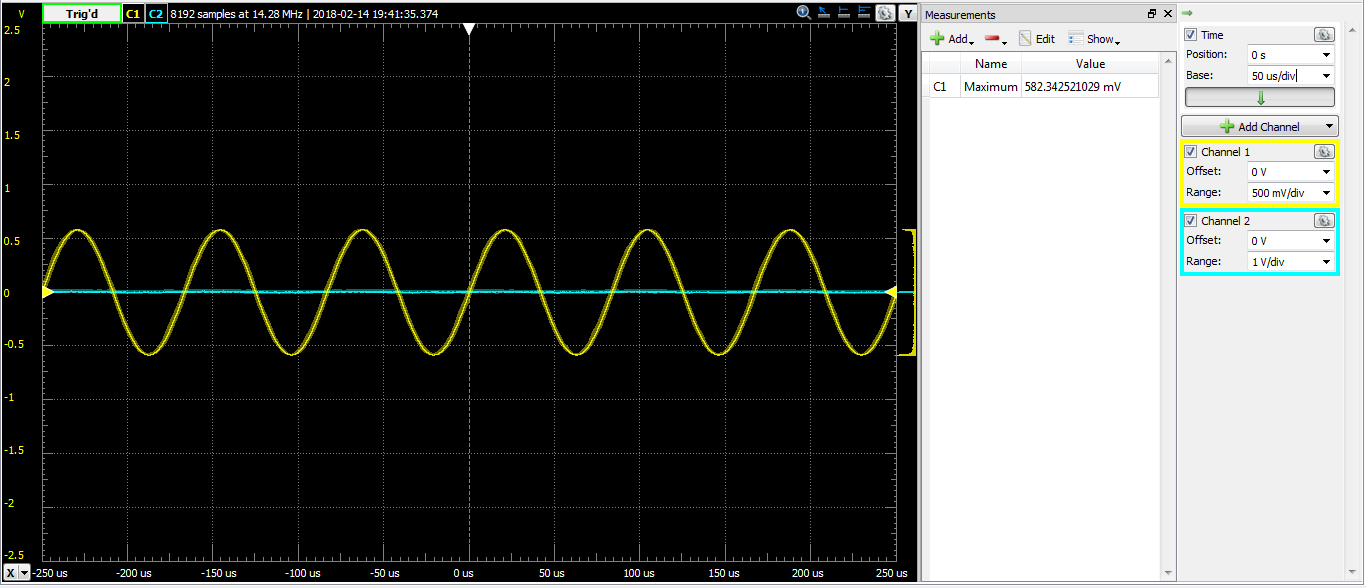 V Trig'd C1 C2 8192 samples at 14.28 MHz | 2018-02-14 19:41:35.374 Y
2.5
2
1.5
1
0.5
0
-0.5
-1
-1.5
-2
-2.5
X -250 us -200 us -150 us -100 us -50 us 0 us 50 us 100 us 150 us 200 us 250 us
Measurements
Add Edit Show
Name Value
C1 Maximum 582.342521029 mV
Time
Position: 0 s
Base: 50 us/div
Add Channel
Channel 1
Offset: 0 V
Range: 500 mV/div
Channel 2
Offset: 0 V
Range: 1 V/div